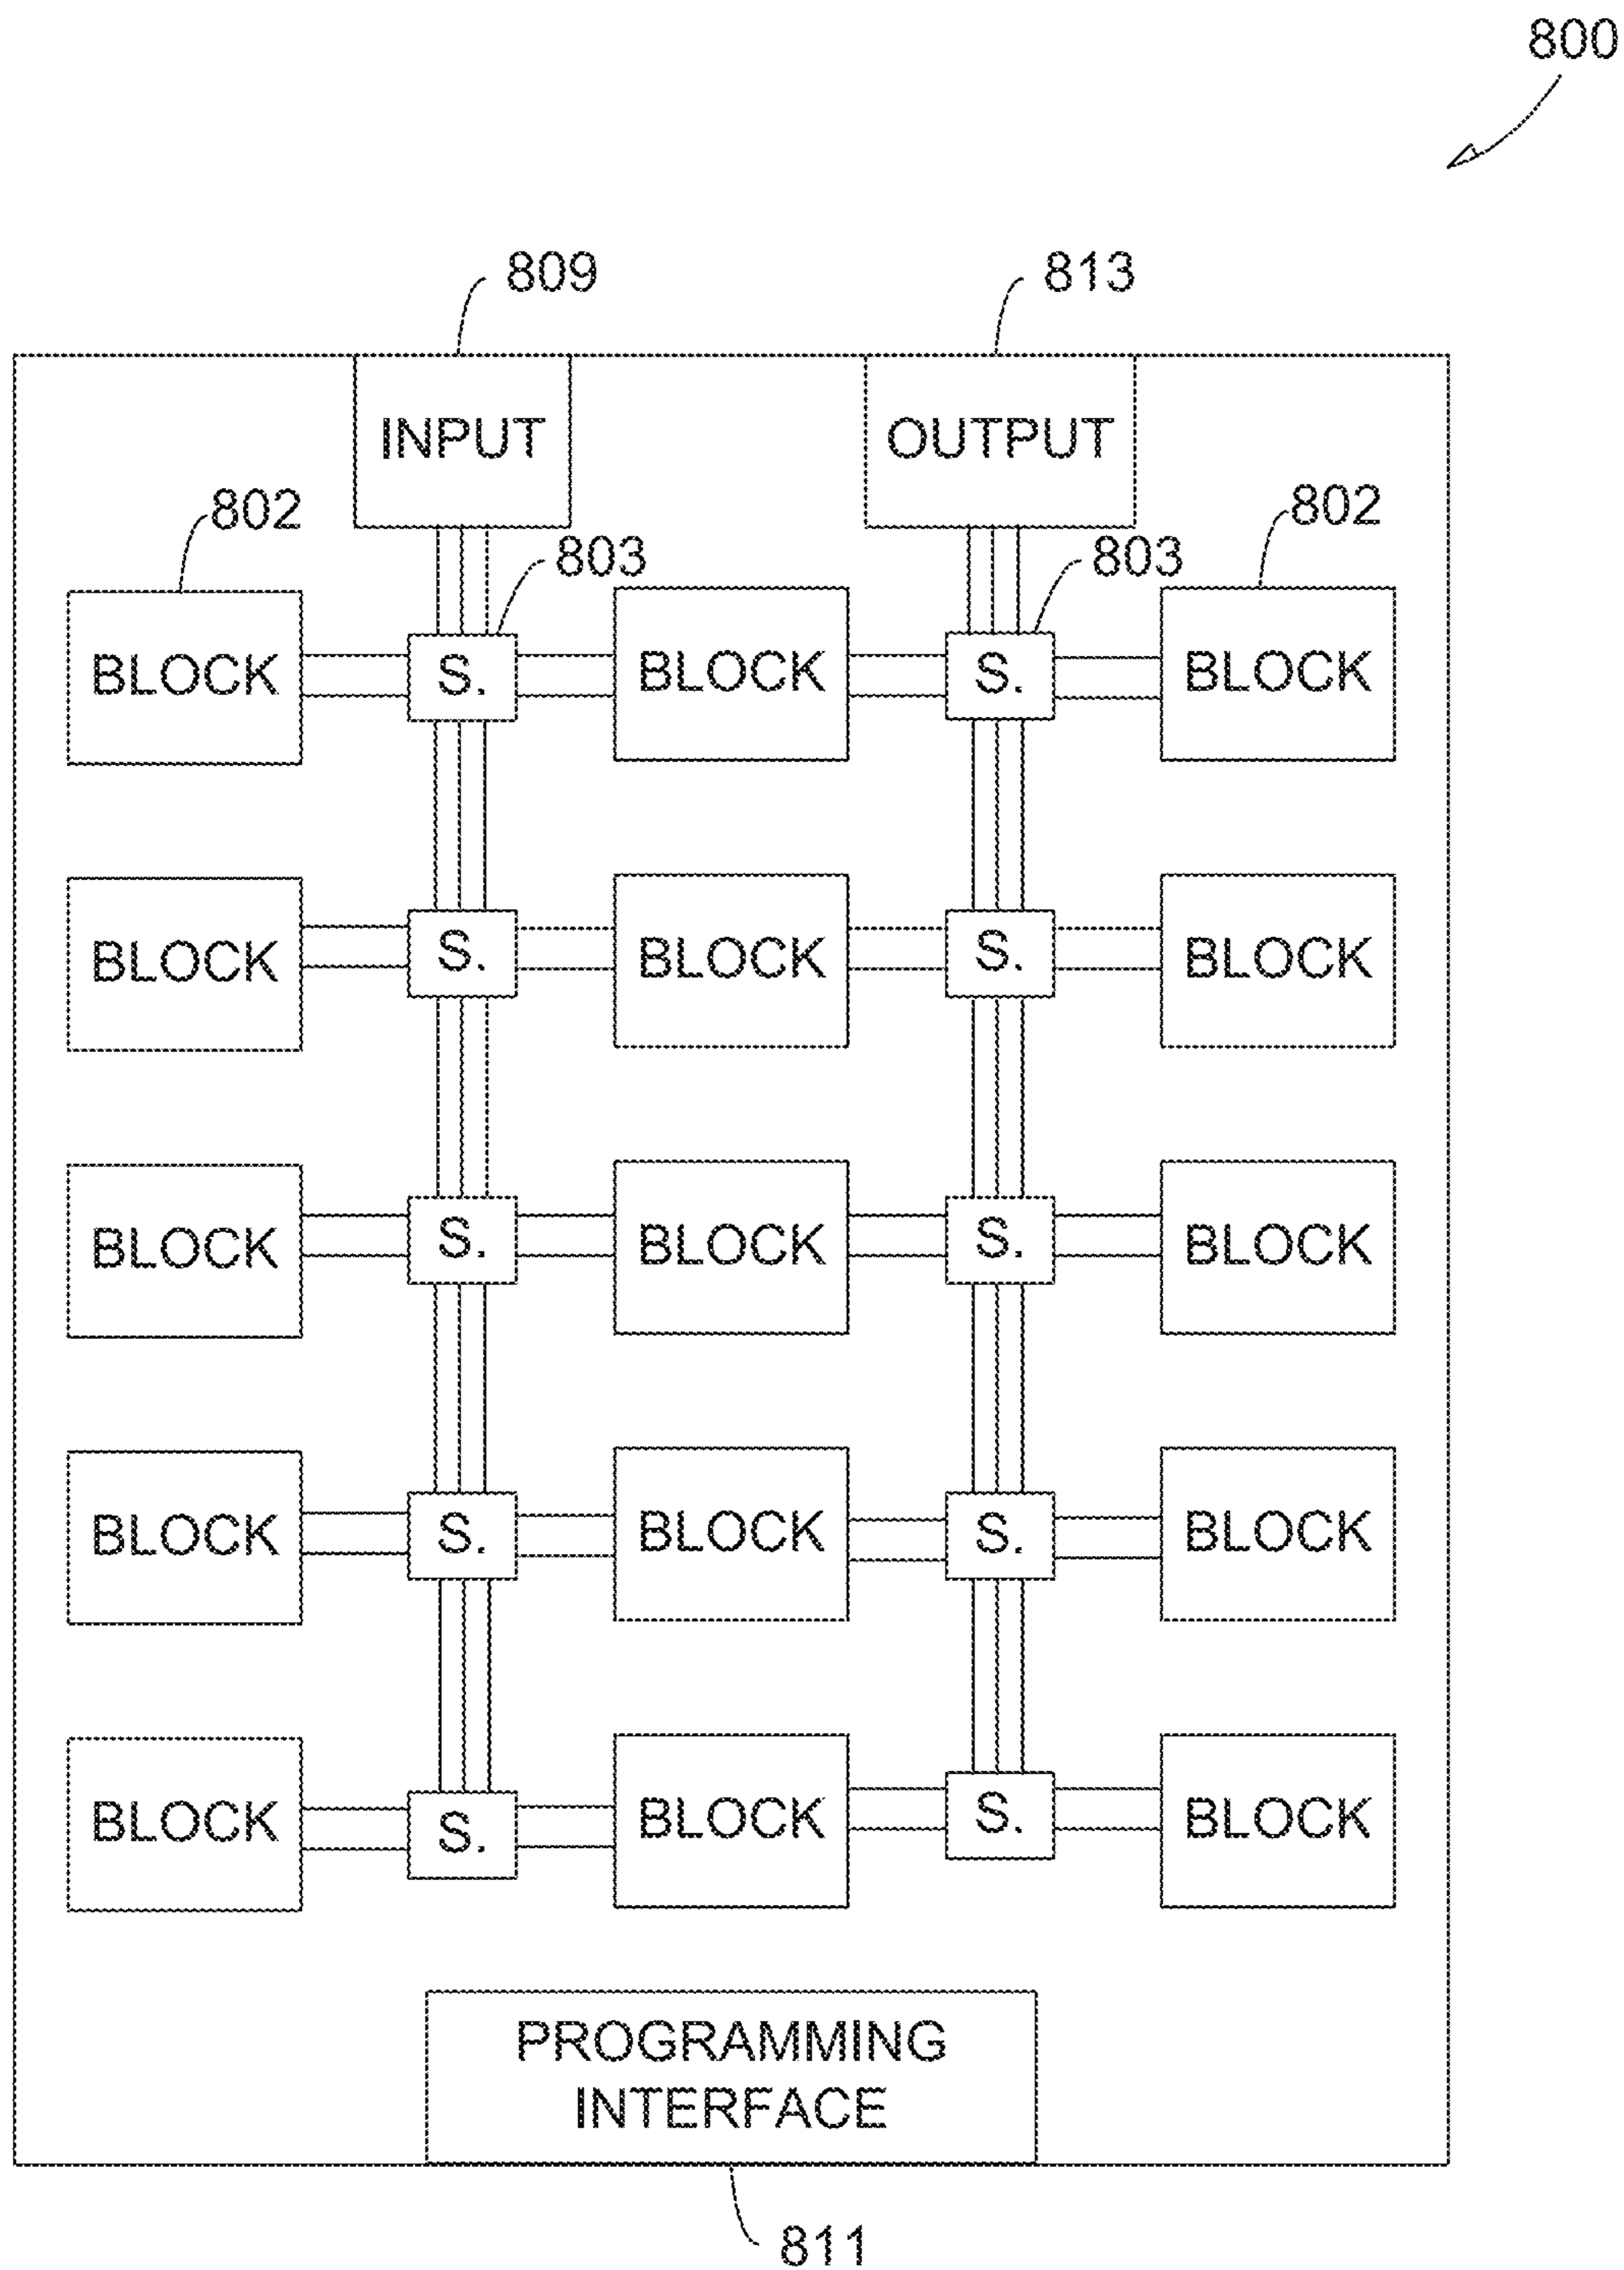 800
809
813
INPUT
OUTPUT
802
803
803
802
BLOCK
S.
BLOCK
S.
BLOCK
BLOCK
S.
BLOCK
S.
BLOCK
BLOCK
S.
BLOCK
S.
BLOCK
BLOCK
S.
BLOCK
S.
BLOCK
BLOCK
S.
BLOCK
S.
BLOCK
PROGRAMMING
INTERFACE
811